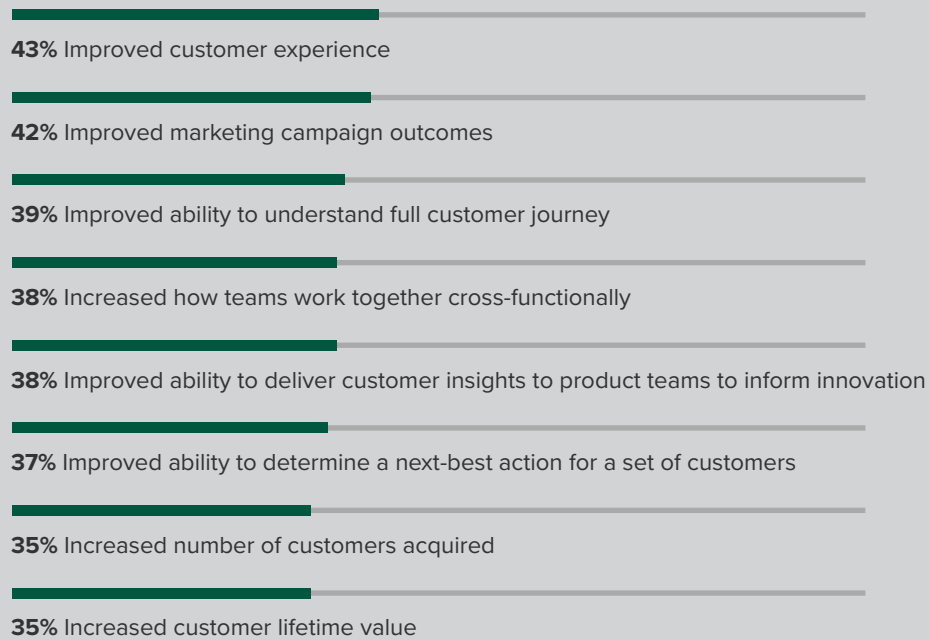 43% Improved customer experience
42% Improved marketing campaign outcomes
39% Improved ability to understand full customer journey
38% Increased how teams work together cross-functionally
38% Improved ability to deliver customer insights to product teams to inform innovation
37% Improved ability to determine a next-best action for a set of customers
35% Increased number of customers acquired
35% Increased customer lifetime value